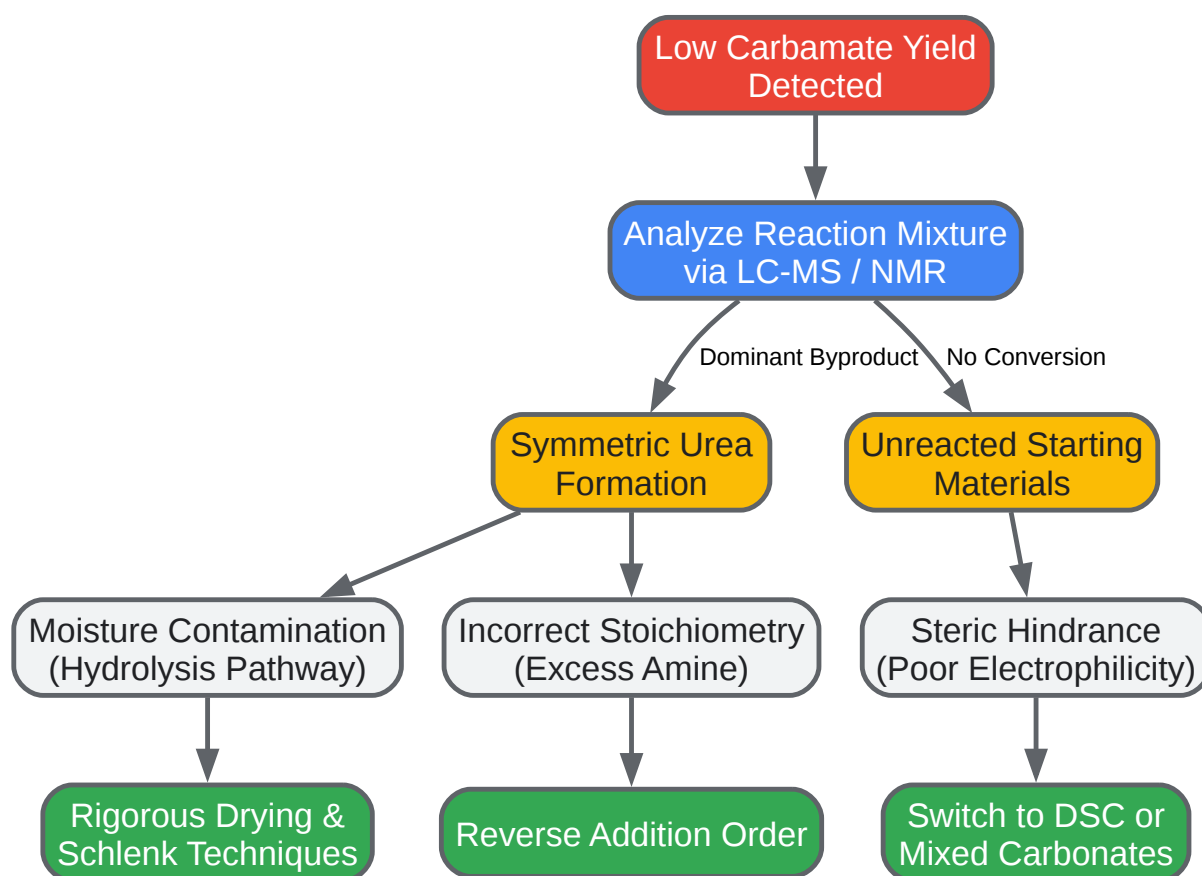 Low Carbamate Yield
Detected
Analyze Reaction Mixture
via LC-MS / NMR
Dominant Byproduct
No Conversion
Symmetric Urea
Formation
Unreacted Starting
Materials
Moisture Contamination
(Hydrolysis Pathway)
Incorrect Stoichiometry
(Excess Amine)
Steric Hindrance
(Poor Electrophilicity)
Rigorous Drying &
Schlenk Techniques
Reverse Addition Order
Switch to DSC or
Mixed Carbonates